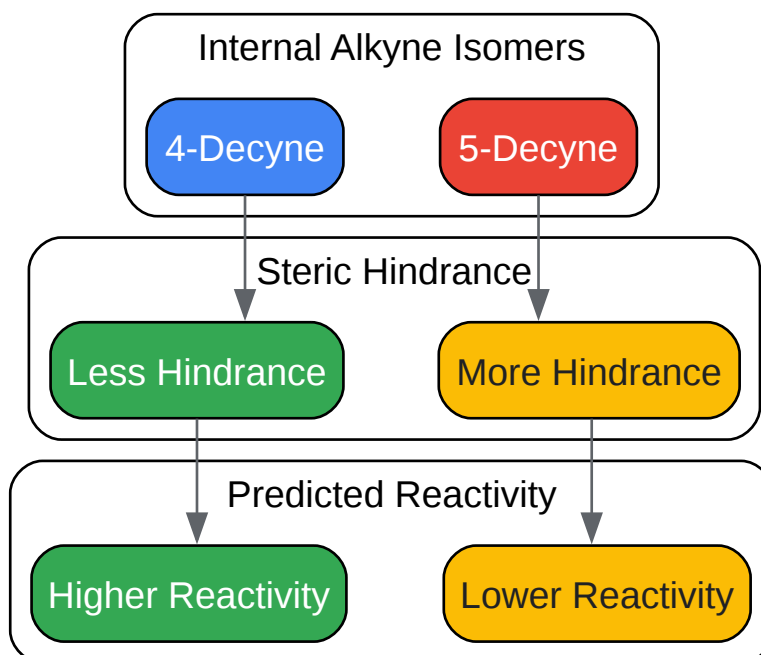 Internal Alkyne Isomers
4-Decyne
5-Decyne
Steric Hindrance
Less Hindrance
More Hindrance
Predicted Reactivity
Higher Reactivity
Lower Reactivity